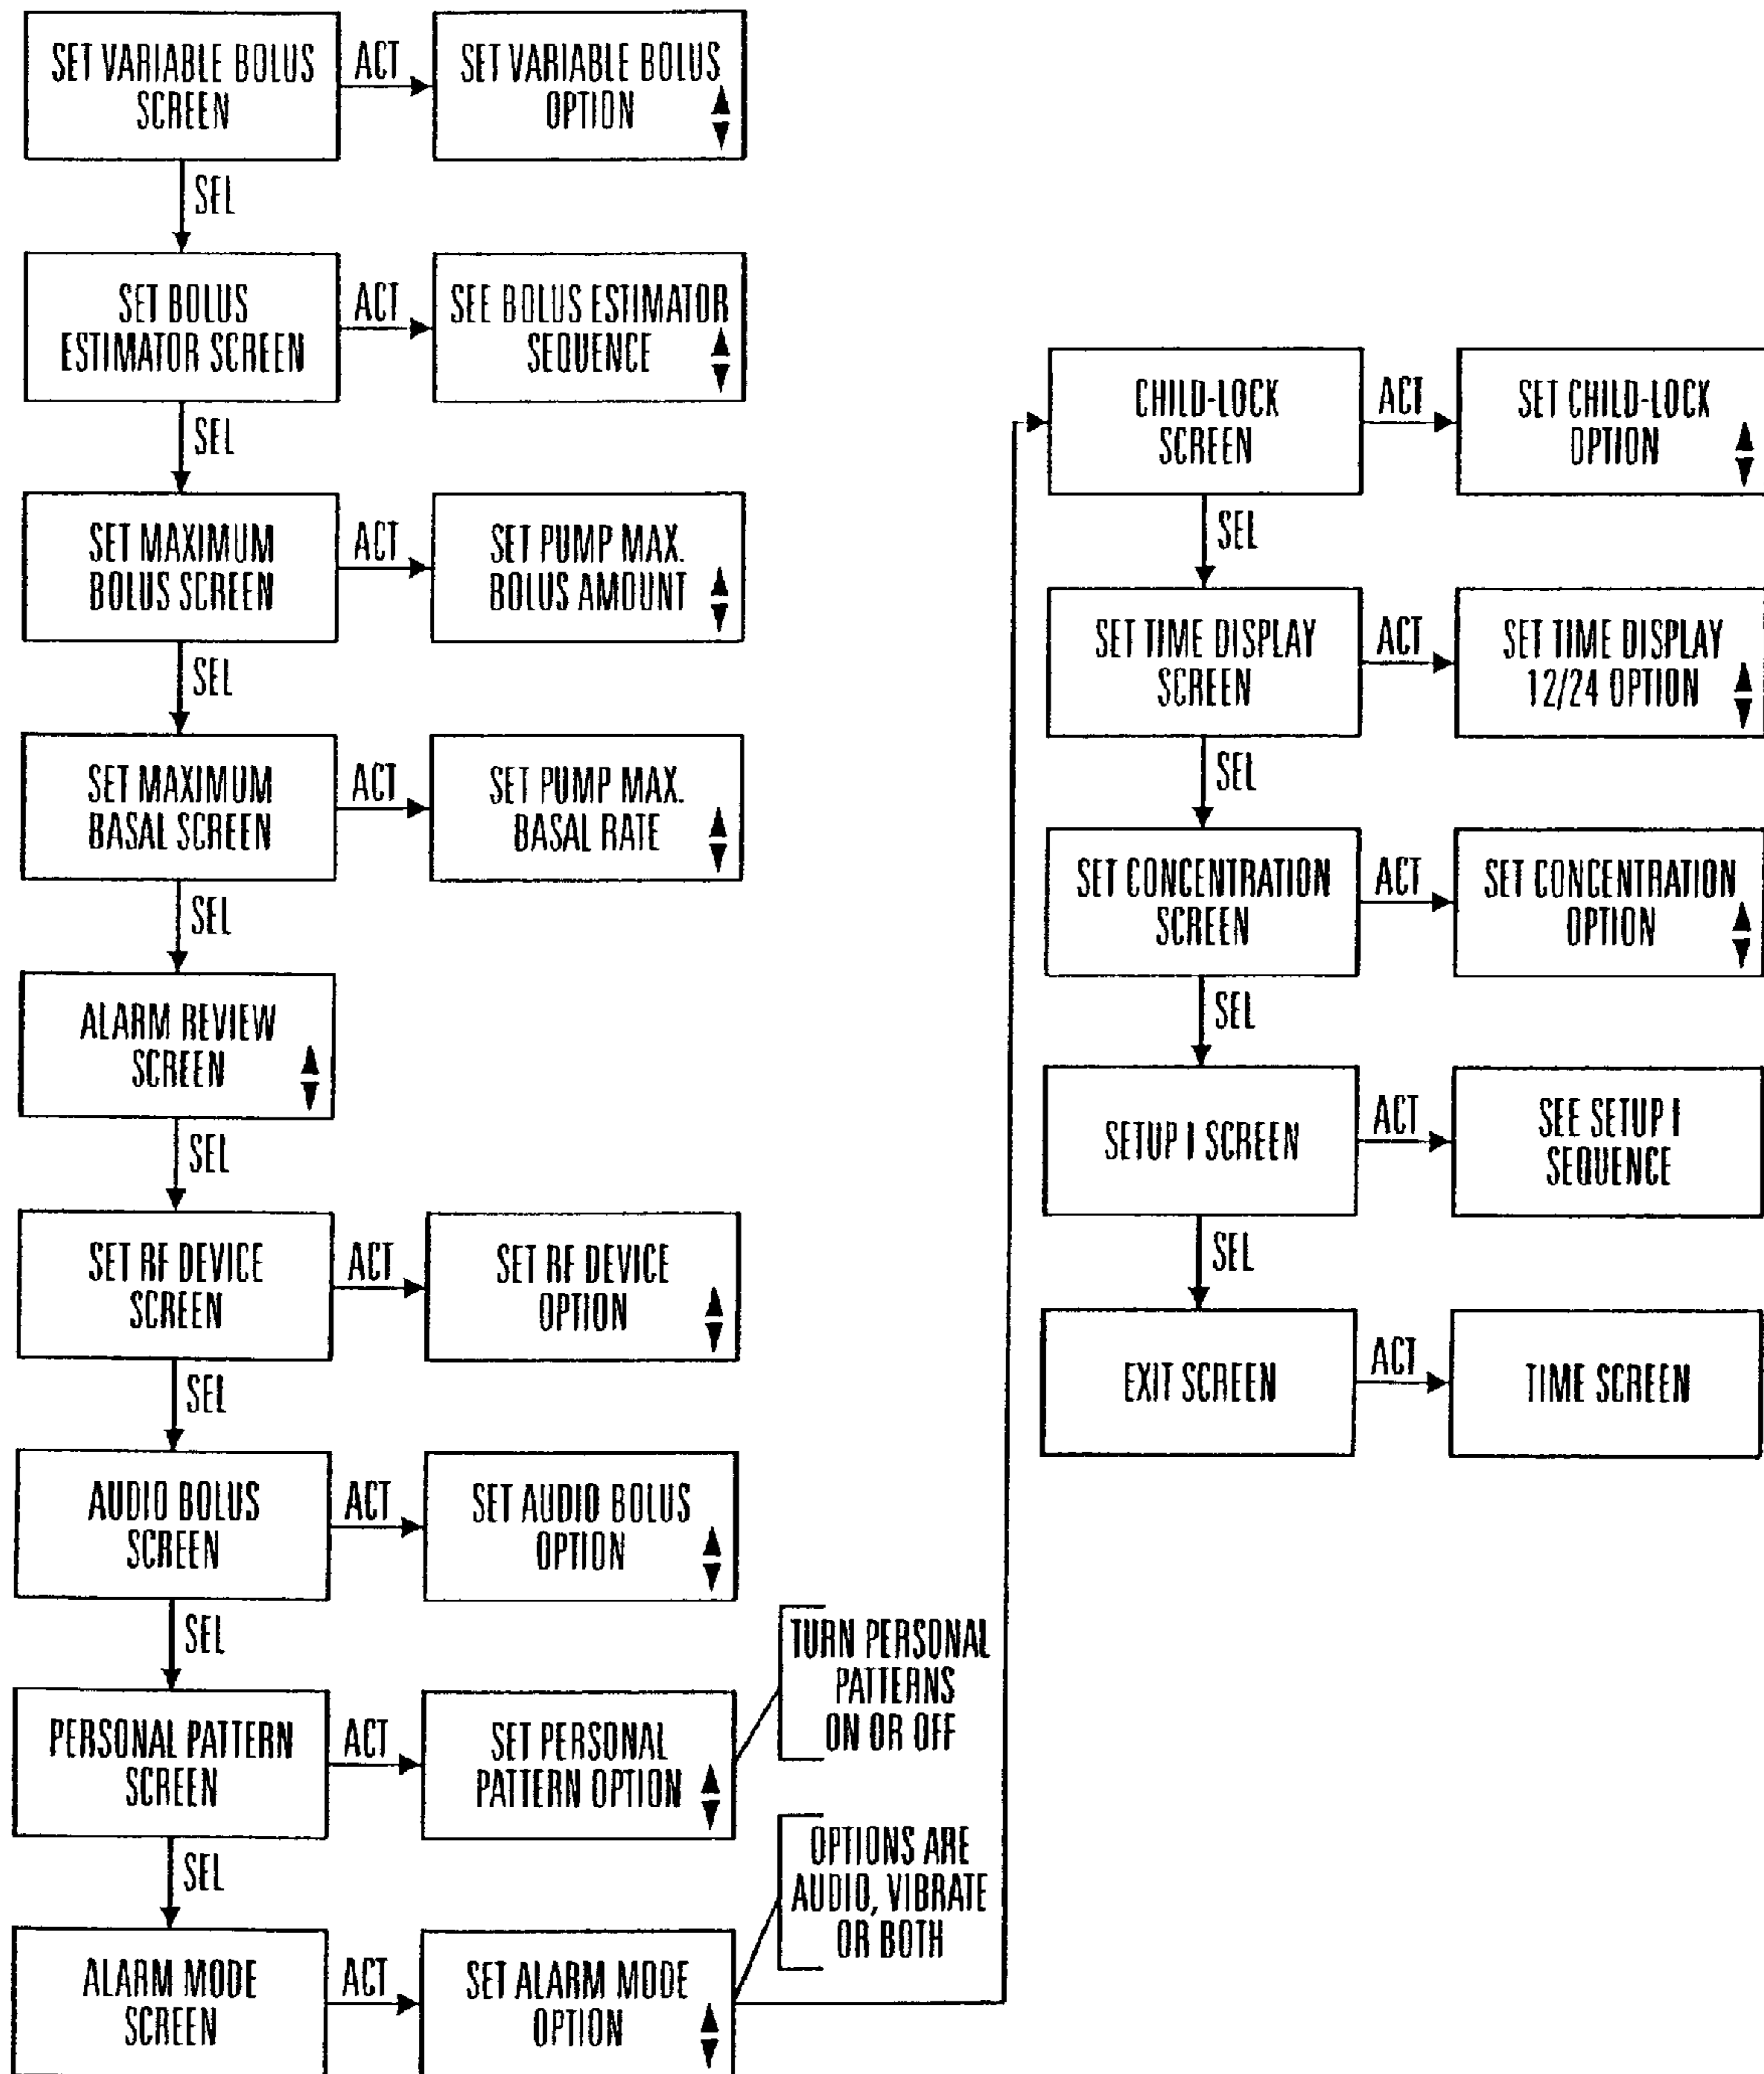 SET VARIABLE BOLUS
SCREEN
ACT
SET VARIABLE BOLUS
OPTION
SEL
SET BOLUS
ESTIMATOR SCREEN
ACT
SEE BOLUS ESTIMATOR
SEQUENCE
SEL
SET MAXIMUM
BOLUS SCREEN
ACT
SET PUMP MAX.
BOLUS AMOUNT
SEL
SET MAXIMUM
BASAL SCREEN
ACT
SET PUMP MAX.
BASAL RATE
SEL
ALARM REVIEW
SCREEN
SEL
SET RF DEVICE
SCREEN
ACT
SET RF DEVICE
OPTION
SEL
AUDIO BOLUS
SCREEN
ACT
SET AUDIO BOLUS
OPTION
SEL
PERSONAL PATTERN
SCREEN
ACT
SET PERSONAL
PATTERN OPTION
TURN PERSONAL
PATTERNS
ON OR OFF
SEL
ALARM MODE
SCREEN
ACT
SET ALARM MODE
OPTION
OPTIONS ARE
AUDIO, VIBRATE
OR BOTH
CHILD-LOCK
SCREEN
ACT
SET CHILD-LOCK
OPTION
SEL
SET TIME DISPLAY
SCREEN
ACT
SET TIME DISPLAY
12/24 OPTION
SEL
SET CONCENTRATION
SCREEN
ACT
SET CONCENTRATION
OPTION
SEL
SETUP I SCREEN
ACT
SEE SETUP I
SEQUENCE
SEL
EXIT SCREEN
ACT
TIME SCREEN